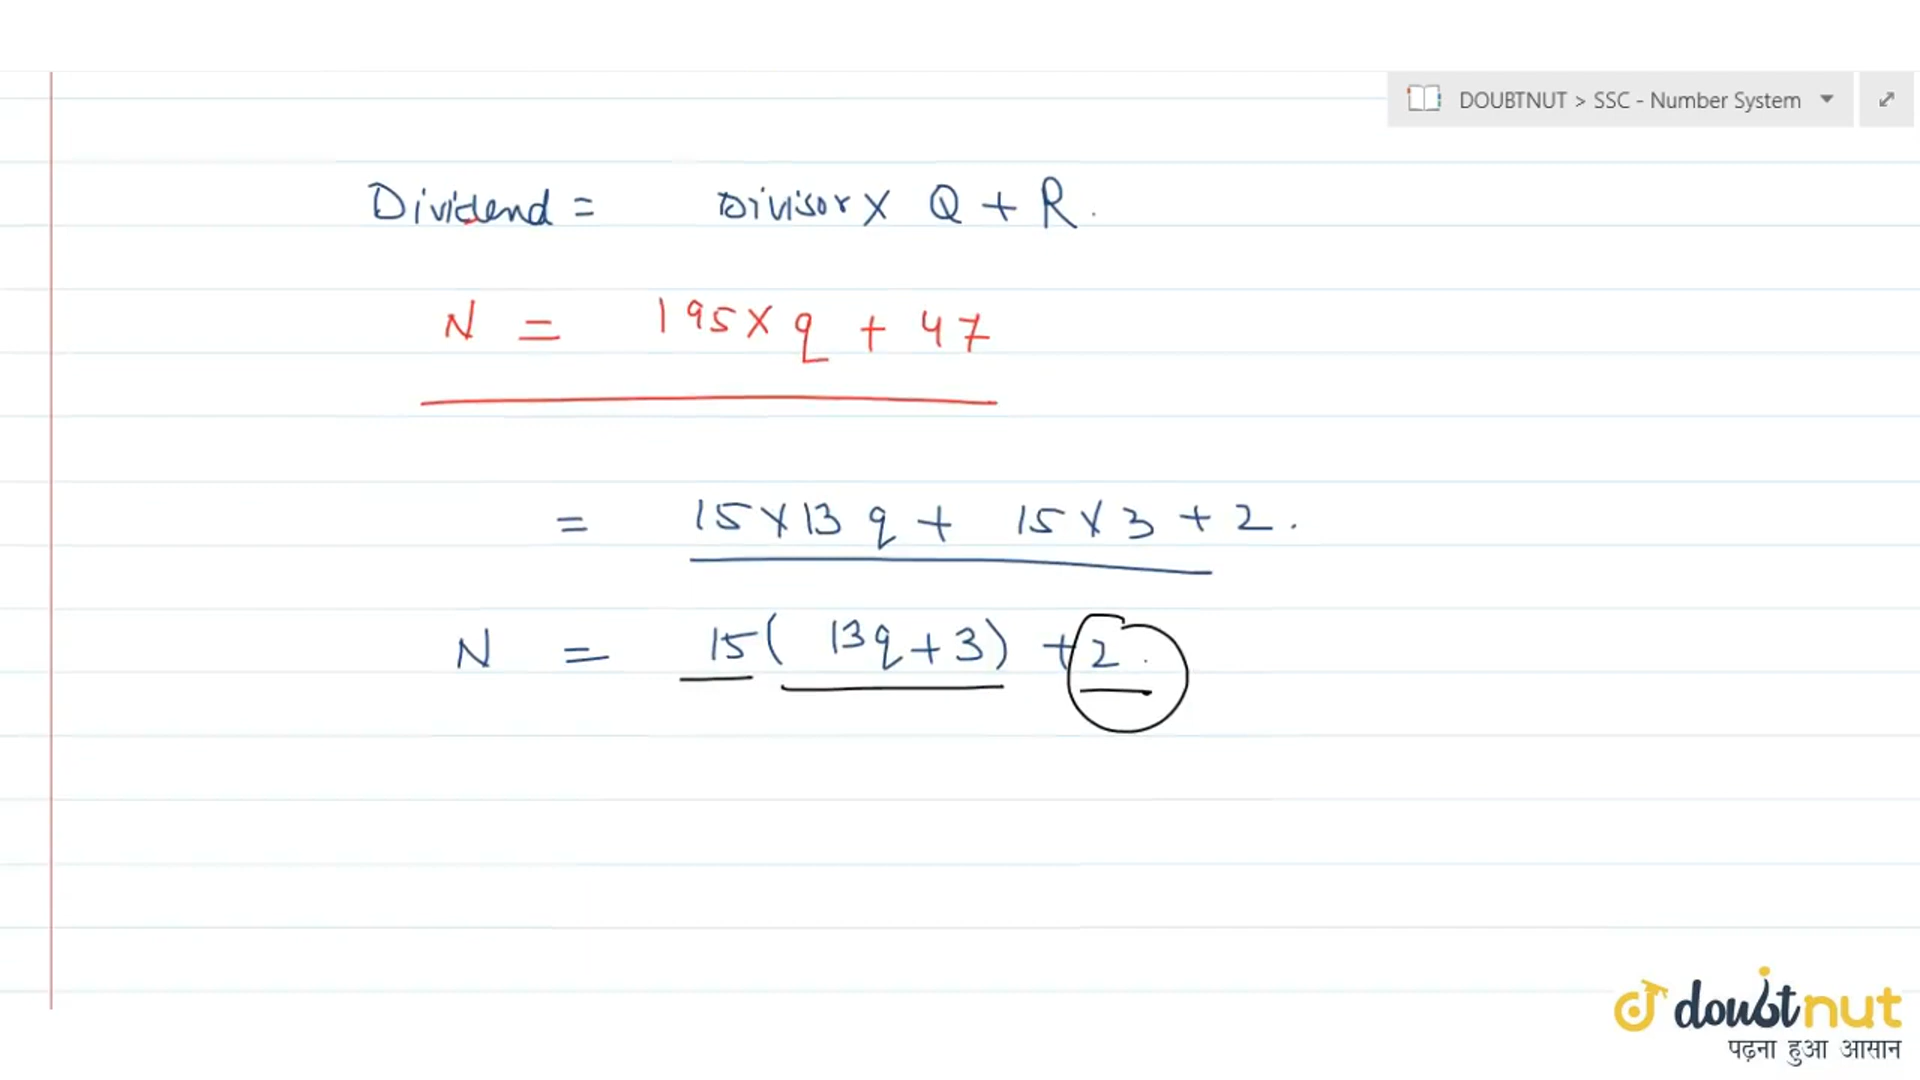 DOUBTNUT > SSC - Number System
Dividend = Divisor X Q + R.
N = 195 X q + 47
= 15 X 13 q + 15 X 3 + 2.
N = 15( 13q + 3) + 2.
doubtnut
पढ़ना हुआ आसान